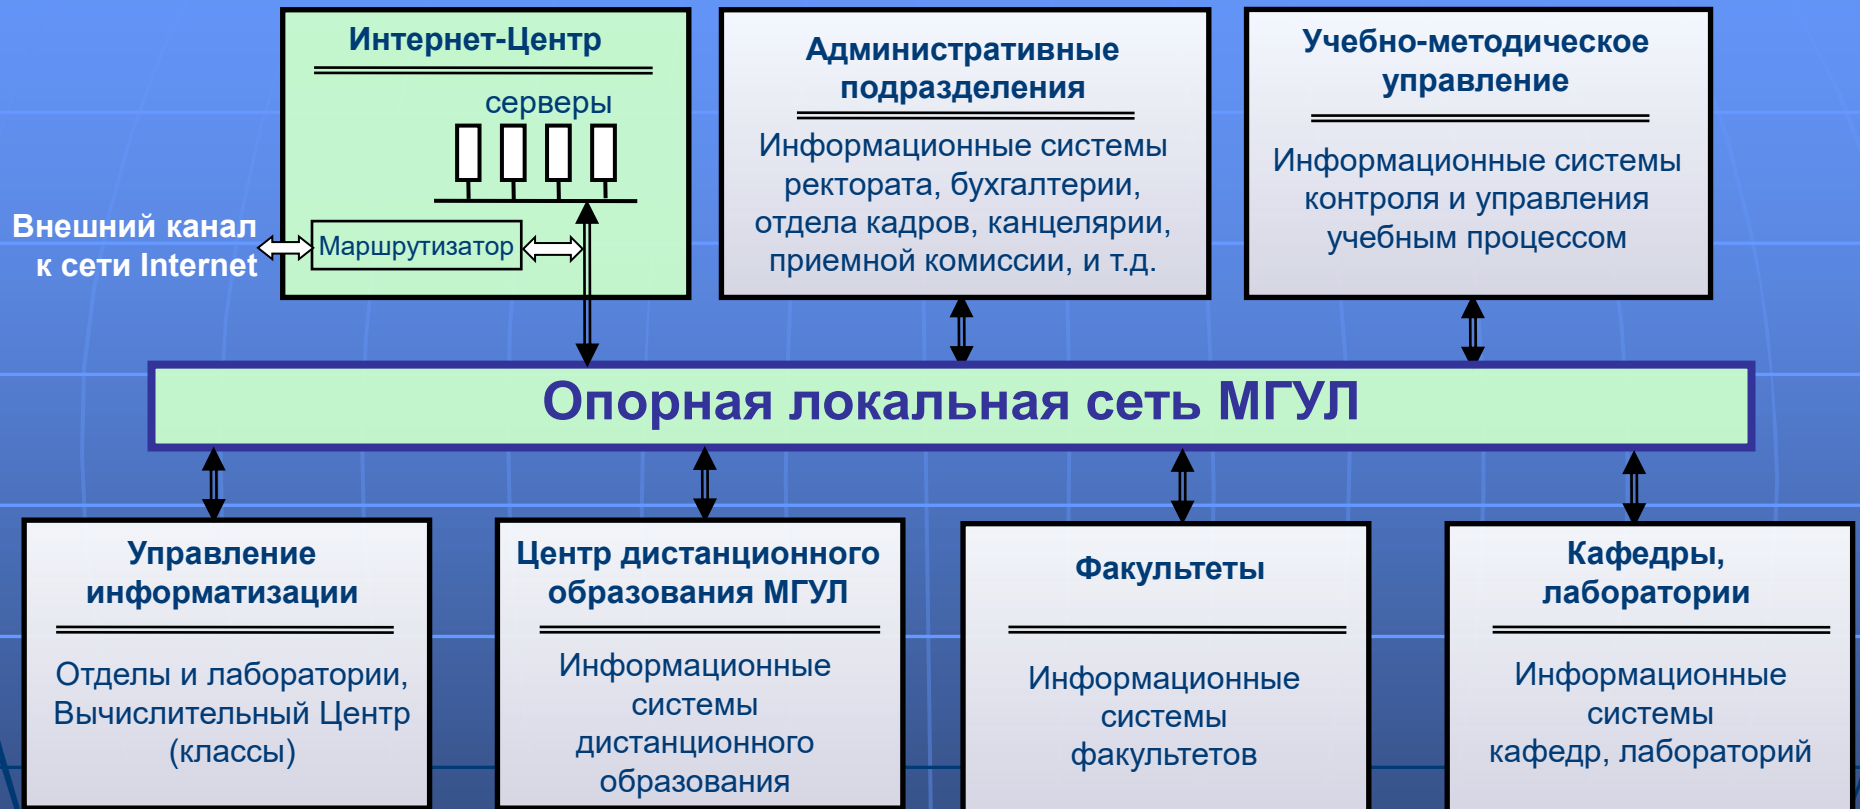 Интернет-Центр
серверы
Внешний канал
к сети Internet
Маршрутизатор
Административные
подразделения
Информационные системы
ректората, бухгалтерии,
отдела кадров, канцелярии,
приемной комиссии, и т.д.
Учебно-методическое
управление
Информационные системы
контроля и управления
учебным процессом
Опорная локальная сеть МГУЛ
Управление
информатизации
Отделы и лаборатории,
Вычислительный Центр
(классы)
Центр дистанционного
образования МГУЛ
Информационные
системы
дистанционного
образования
Факультеты
Информационные
системы
факультетов
Кафедры,
лаборатории
Информационные
системы
кафедр, лабораторий